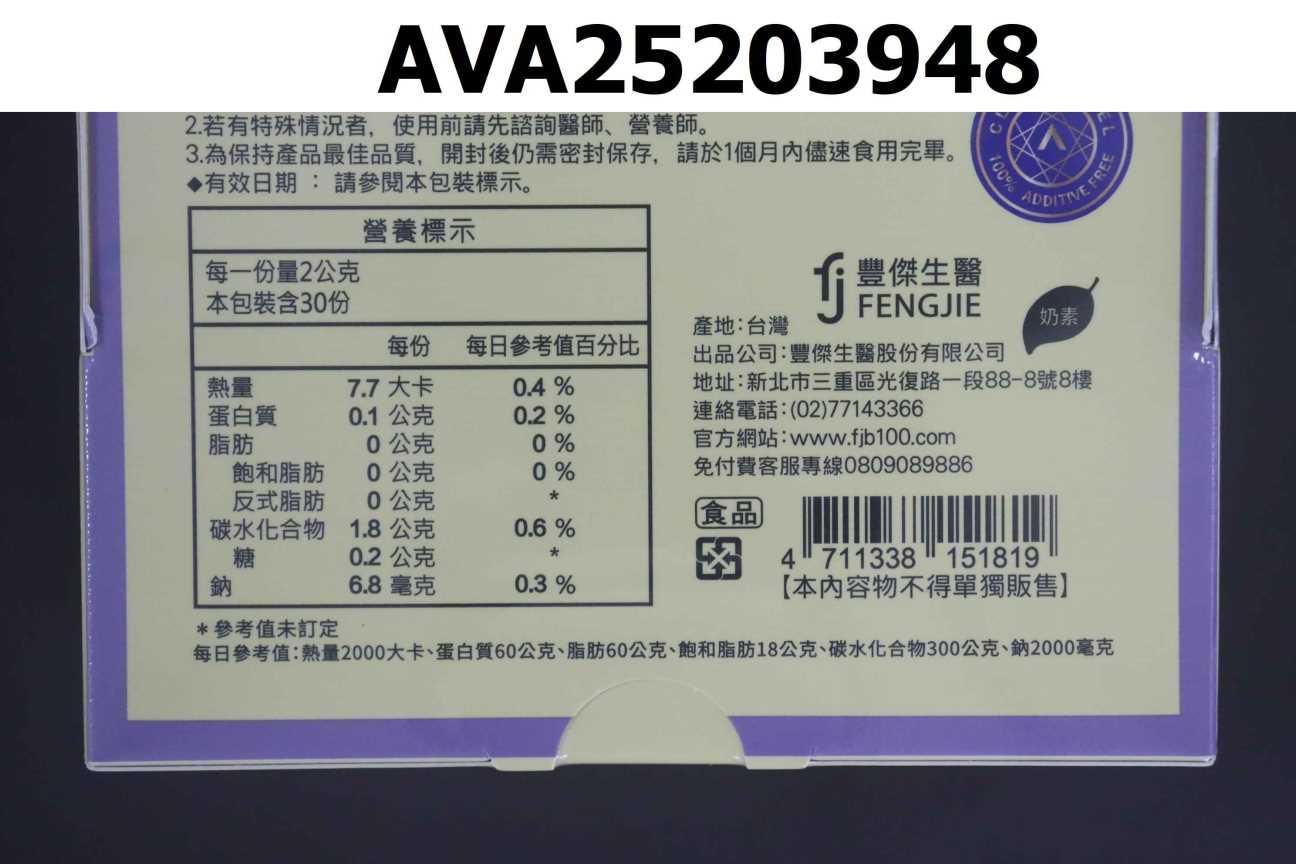 AVA25203948
2.若有特殊情況者，使用前請先諮詢醫師、營養師。
3.為保持產品最佳品質，開封後仍需密封保存，請於1個月內儘速食用完畢。
◆有效日期：請參閱本包裝標示。
100% ADDITIVE FREE
營養標示
每一份量2公克
本包裝含30份
每份 每日參考值百分比
熱量 7.7 大卡 0.4 %
蛋白質 0.1 公克 0.2 %
脂肪 0 公克 0 %
飽和脂肪 0 公克 0 %
反式脂肪 0 公克 *
碳水化合物 1.8 公克 0.6 %
糖 0.2 公克 *
鈉 6.8 毫克 0.3 %
＊參考值未訂定
每日參考值:熱量2000大卡、蛋白質60公克、脂肪60公克、飽和脂肪18公克、碳水化合物300公克、鈉2000毫克
fj 豐傑生醫
FENGJIE
奶素
產地:台灣
出品公司:豐傑生醫股份有限公司
地址:新北市三重區光復路一段88-8號8樓
連絡電話:(02)77143366
官方網站:www.fjb100.com
免付費客服專線0809089886
食品
4 711338 151819
【本內容物不得單獨販售】